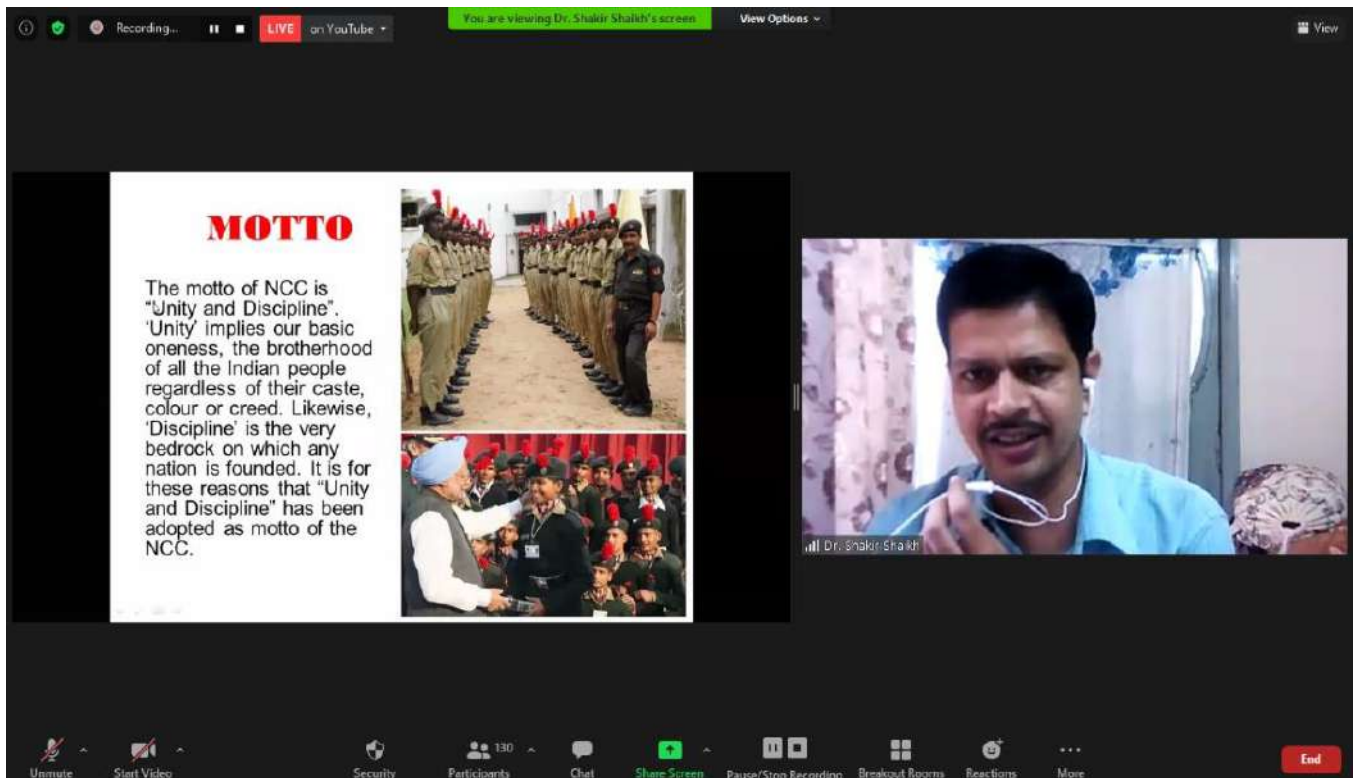 Recording...
LIVE on YouTube
You are viewing Dr. Shakir Shaikh's screen
View Options
View
MOTTO
The motto of NCC is
“Unity and Discipline”.
‘Unity’ implies our basic
oneness, the brotherhood
of all the Indian people
regardless of their caste,
colour or creed. Likewise,
‘Discipline’ is the very
bedrock on which any
nation is founded. It is for
these reasons that “Unity
and Discipline” has been
adopted as motto of the
NCC.
Dr. Shakir Shaikh
Unmute
Start Video
Security
130
Participants
Chat
Share Screen
Pause/Stop Recording
Breakout Rooms
Reactions
More
End